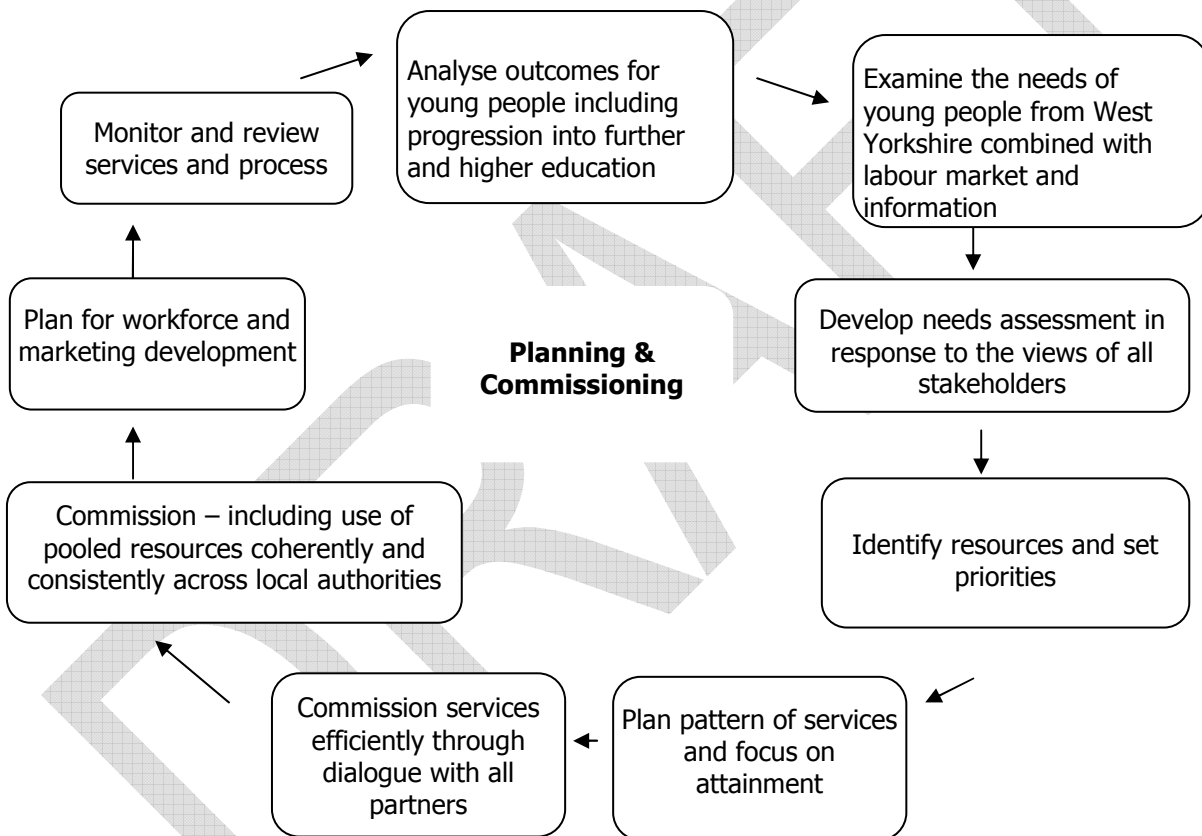 Analyse outcomes for
young people including
progression into further
and higher education
Examine the needs of
young people from West
Yorkshire combined with
labour market and
information
Develop needs assessment in
response to the views of all
stakeholders
Identify resources and set
priorities
Plan pattern of services
and focus on
attainment
Commission services
efficiently through
dialogue with all
partners
Commission – including use of
pooled resources coherently and
consistently across local authorities
Plan for workforce and
marketing development
Monitor and review
services and process
Planning &
Commissioning